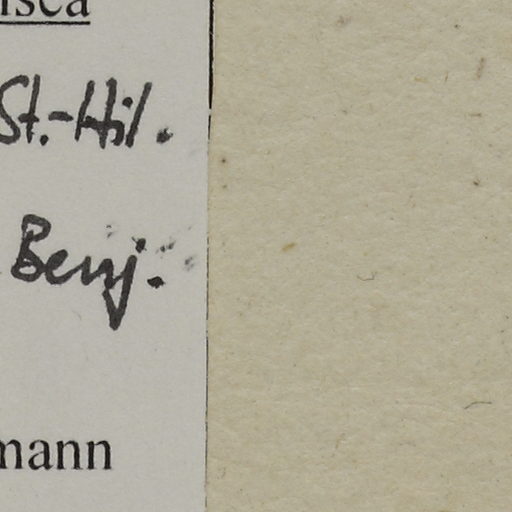 isca
St.-Hil.
Benj.
mann